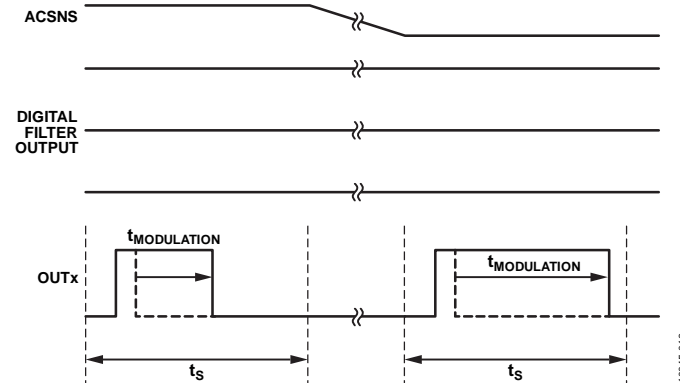 ACSNS
DIGITAL
FILTER
OUTPUT
tMODULATION
tMODULATION
OUTx
tS
tS